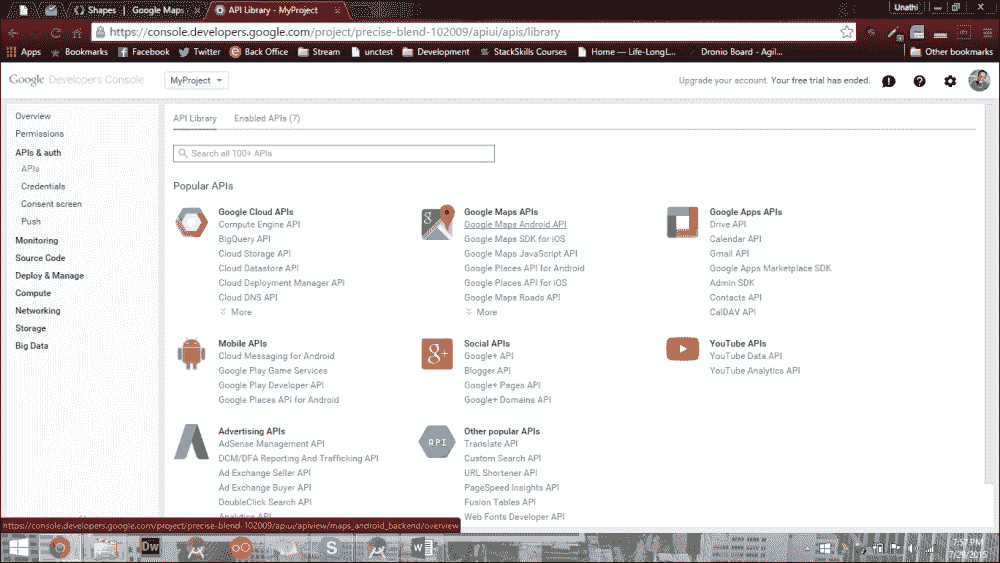 Shapes
Google Maps
API Library - MyProject
Unathi
https://console.developers.google.com/project/precise-blend-102009/apiui/apis/library
Apps
Bookmarks
Facebook
Twitter
Back Office
Stream
unctest
Development
StackSkills Courses
Home — Life-LongL…
Dronio Board - Agil…
Other bookmarks
Google Developers Console
MyProject
Upgrade your account. Your free trial has ended.
Overview
Permissions
APIs & auth
APIs
Credentials
Consent screen
Push
Monitoring
Source Code
Deploy & Manage
Compute
Networking
Storage
Big Data
API Library
Enabled APIs (7)
Search all 100+ APIs
Popular APIs
Google Cloud APIs
Compute Engine API
BigQuery API
Cloud Storage API
Cloud Datastore API
Cloud Deployment Manager API
Cloud DNS API
More
Google Maps APIs
Google Maps Android API
Google Maps SDK for iOS
Google Maps JavaScript API
Google Places API for Android
Google Places API for iOS
Google Maps Roads API
More
Google Apps APIs
Drive API
Calendar API
Gmail API
Google Apps Marketplace SDK
Admin SDK
Contacts API
CalDAV API
Mobile APIs
Cloud Messaging for Android
Google Play Game Services
Google Play Developer API
Google Places API for Android
Social APIs
Google+ API
Blogger API
Google+ Pages API
Google+ Domains API
YouTube APIs
YouTube Data API
YouTube Analytics API
Advertising APIs
AdSense Management API
DCM/DFA Reporting And Trafficking API
Ad Exchange Seller API
Ad Exchange Buyer API
DoubleClick Search API
Analytics API
API
Other popular APIs
Translate API
Custom Search API
URL Shortener API
PageSpeed Insights API
Fusion Tables API
Web Fonts Developer API
https://console.developers.google.com/project/precise-blend-102009/apiui/apiview/maps_android_backend/overview
Dw
S
W
7:57 PM
7/29/2015